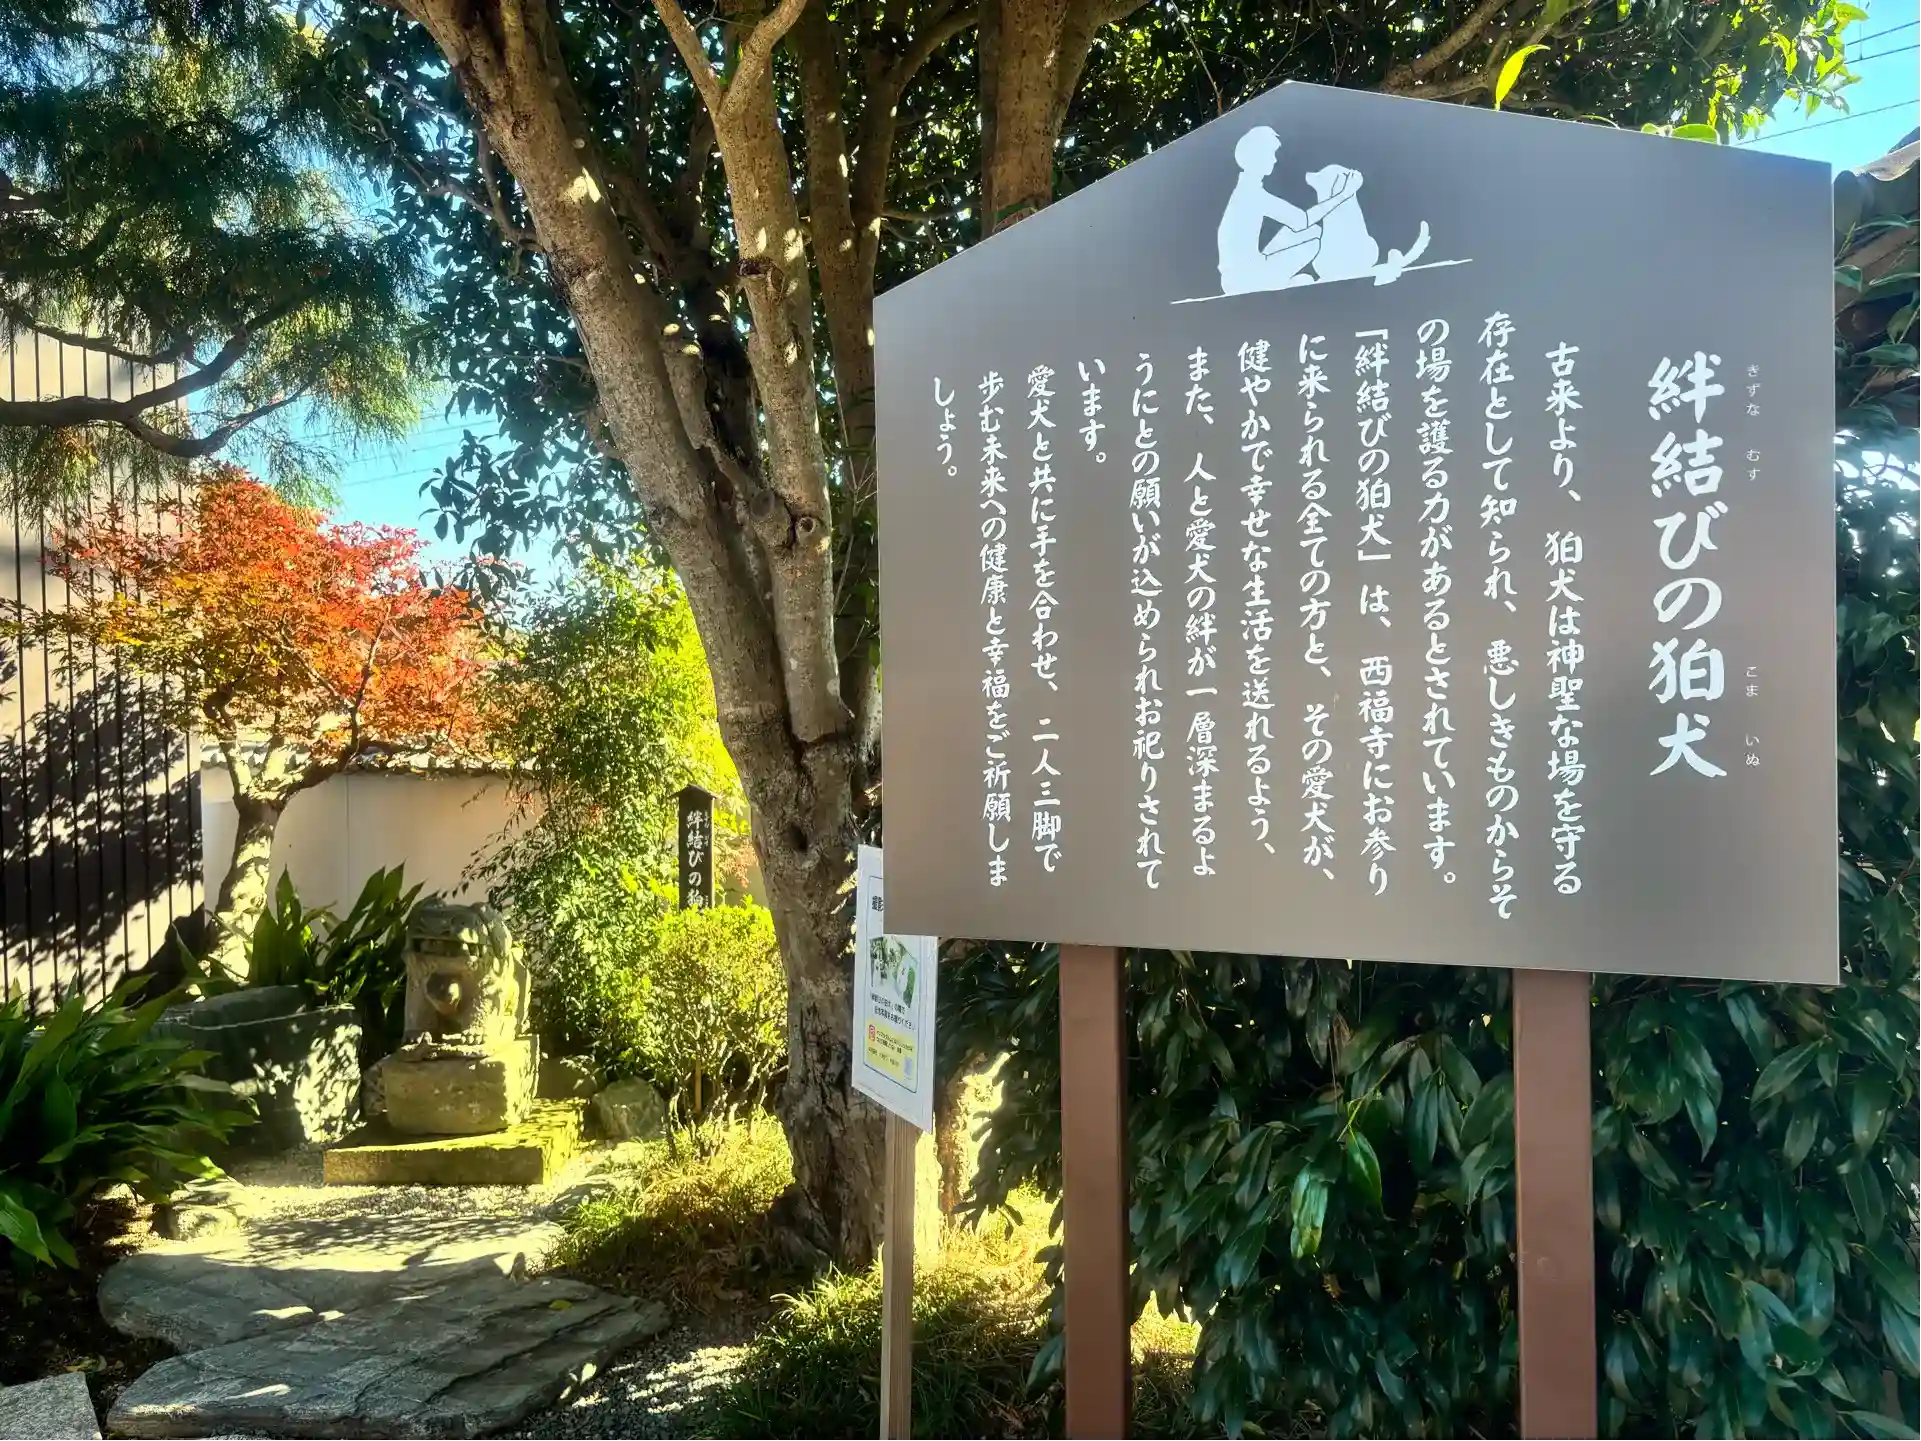 絆結びの狛犬
きずな むす
こま いぬ
古来より、狛犬は神聖な場を守る
存在として知られ、悪しきものからそ
の場を護る力があるとされています。
「絆結びの狛犬」は、西福寺にお参り
に来られる全ての方と、その愛犬が、
健やかで幸せな生活を送れるよう、
また、人と愛犬の絆が一層深まるよ
うにとの願いが込められお祀りされて
います。
愛犬と共に手を合わせ、二人三脚で
歩む未来への健康と幸福をご祈願しま
しょう。
絆結びの狛